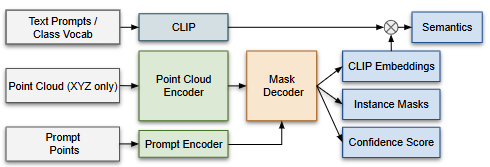 Text Prompts /
Class Vocab
CLIP
Semantics
Point Cloud (XYZ only)
Point Cloud
Encoder
Mask
Decoder
CLIP Embeddings
Instance Masks
Confidence Score
Prompt
Points
Prompt Encoder